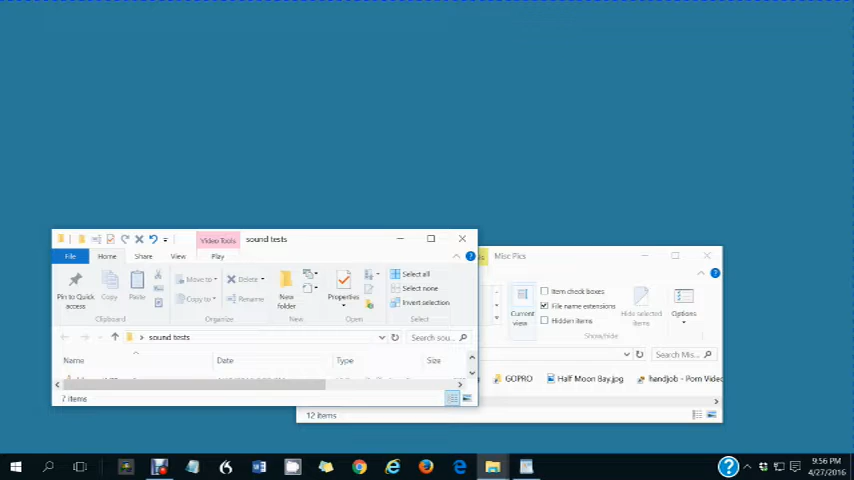 Video Tools sound tests
File Home Share View Play
Pin to Quick access
Copy
Paste
Move to
Copy to
Delete
Rename
New folder
Properties
Select all
Select none
Invert selection
Clipboard Organize New Open Select
sound tests
Search sou...
Name Date Type Size
7 items
Misc Pics
Current view
Item check boxes
File name extensions
Hidden items
Hide selected items
Options
Show/hide
Search Mis...
GOPRO Half Moon Bay.jpg handjob - Porn Video
12 items
9:56 PM
4/27/2016